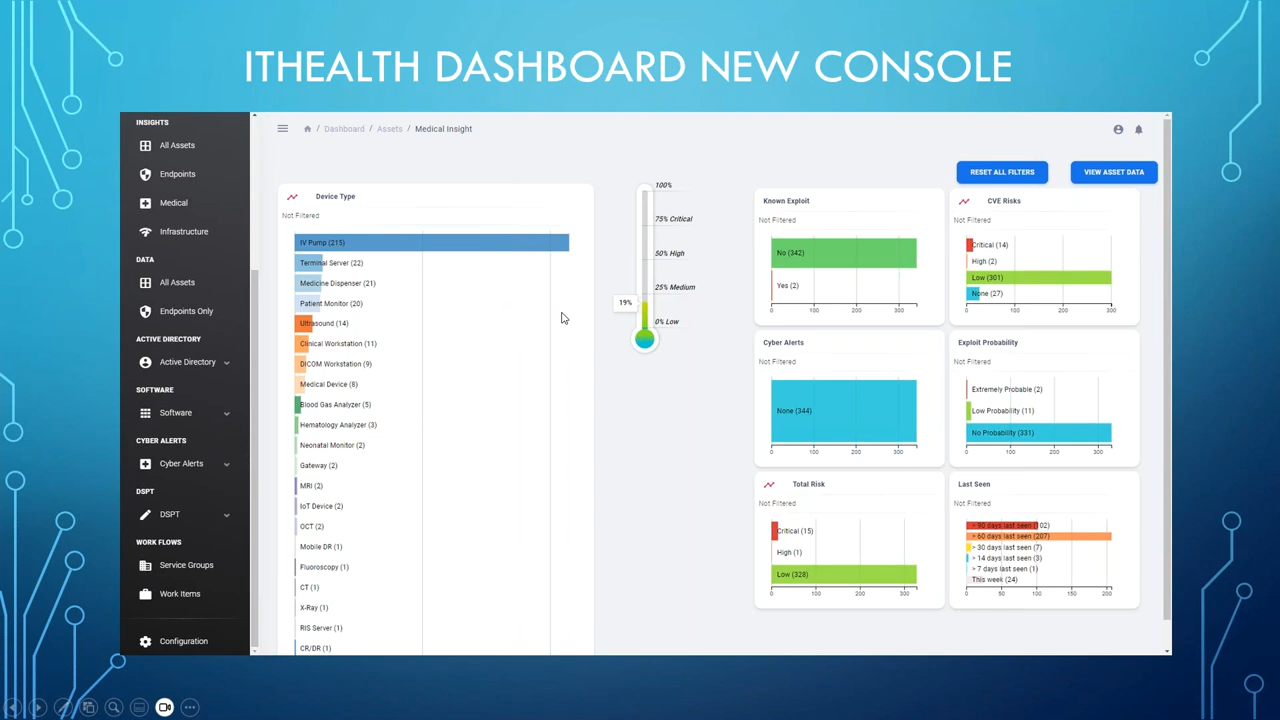 ITHEALTH DASHBOARD NEW CONSOLE
INSIGHTS
All Assets
Endpoints
Medical
Infrastructure
DATA
All Assets
Endpoints Only
ACTIVE DIRECTORY
Active Directory
SOFTWARE
Software
CYBER ALERTS
Cyber Alerts
DSPT
DSPT
WORK FLOWS
Service Groups
Work Items
Configuration
/ Dashboard / Assets / Medical Insight
RESET ALL FILTERS
VIEW ASSET DATA
Device Type
Not Filtered
IV Pump (215)
Terminal Server (22)
Medicine Dispenser (21)
Patient Monitor (20)
Ultrasound (14)
Clinical Workstation (11)
DICOM Workstation (9)
Medical Device (8)
Blood Gas Analyzer (5)
Hematology Analyzer (3)
Neonatal Monitor (2)
Gateway (2)
MRI (2)
IoT Device (2)
OCT (2)
Mobile DR (1)
Fluoroscopy (1)
CT (1)
X-Ray (1)
RIS Server (1)
CR/DR (1)
100%
75% Critical
50% High
25% Medium
19%
0% Low
Known Exploit
Not Filtered
No (342)
Yes (2)
0 100 200 300
CVE Risks
Not Filtered
Critical (14)
High (2)
Low (301)
None (27)
0 100 200 300
Cyber Alerts
Not Filtered
None (344)
0 100 200 300
Exploit Probability
Not Filtered
Extremely Probable (2)
Low Probability (11)
No Probability (331)
0 100 200 300
Total Risk
Not Filtered
Critical (15)
High (1)
Low (328)
0 100 200 300
Last Seen
Not Filtered
> 90 days last seen (102)
> 60 days last seen (207)
> 30 days last seen (7)
> 14 days last seen (3)
> 7 days last seen (1)
This week (24)
0 50 100 150 200